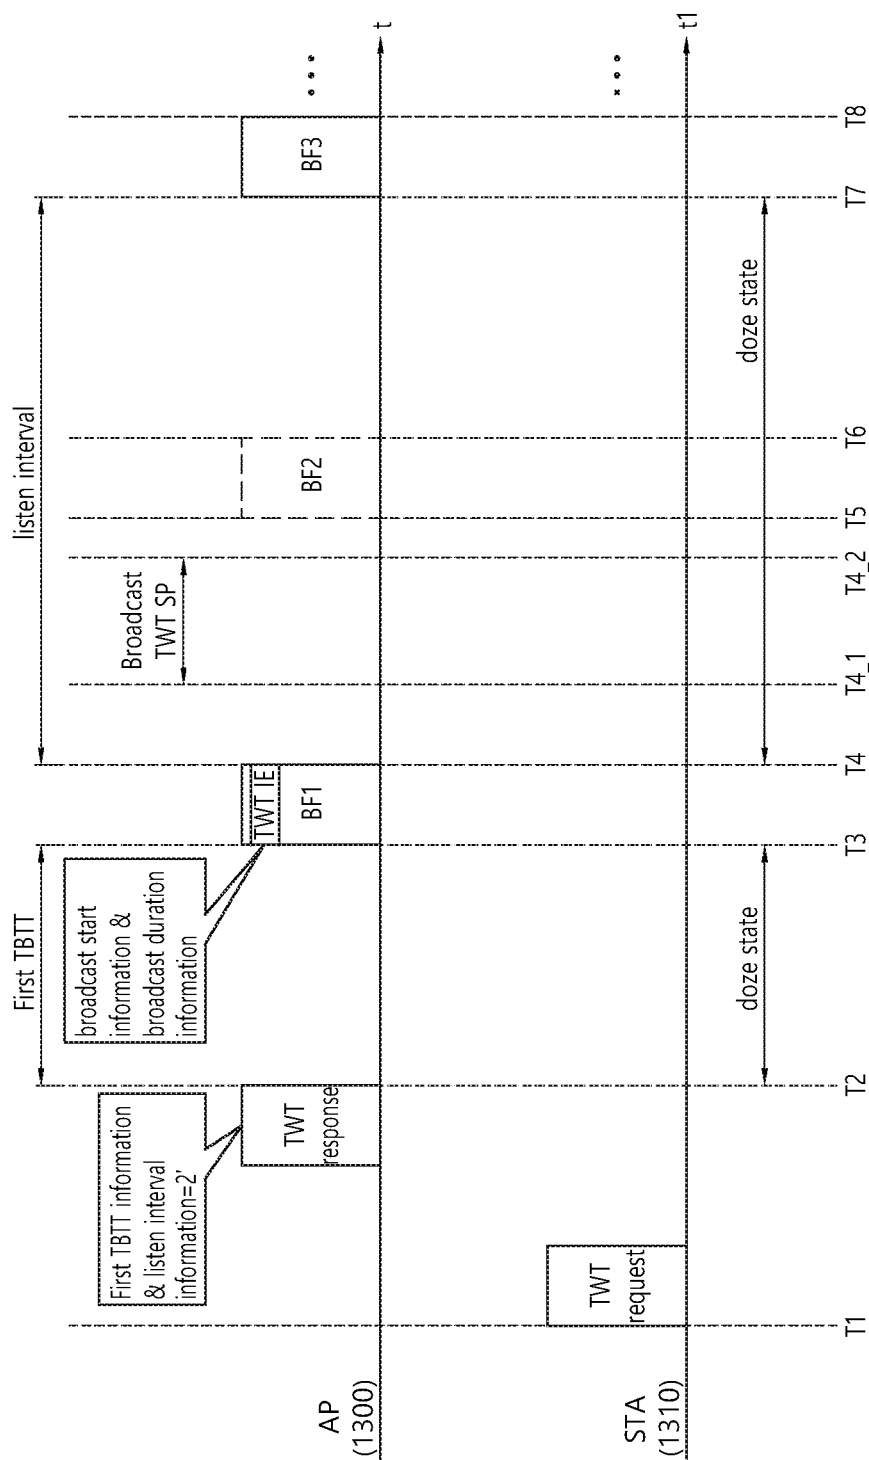 First TBTT
listen interval
First TBTT information
& listen interval
information=2'
broadcast start
information &
broadcast duration
information
Broadcast
TWT SP
AP
(1300)
TWT
response
TWT IE
BF1
BF2
BF3
t
STA
(1310)
TWT
request
t1
doze state
doze state
T1
T2
T3
T4
T4_1
T4_2
T5
T6
T7
T8